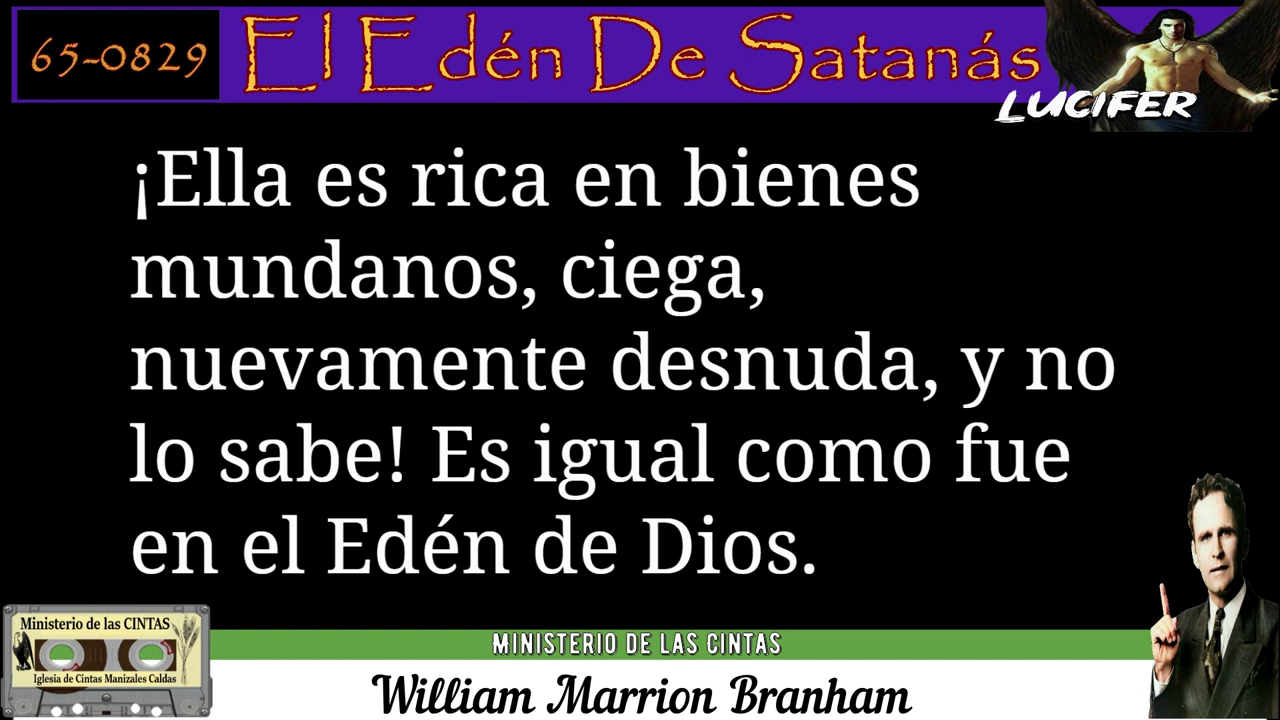 65-0829
El Edén De Satanás
LUCIFER
¡Ella es rica en bienes
mundanos, ciega,
nuevamente desnuda, y no
lo sabe! Es igual como fue
en el Edén de Dios.
Ministerio de las CINTAS
Iglesia de Cintas Manizales Caldas
MINISTERIO DE LAS CINTAS
William Marrion Branham